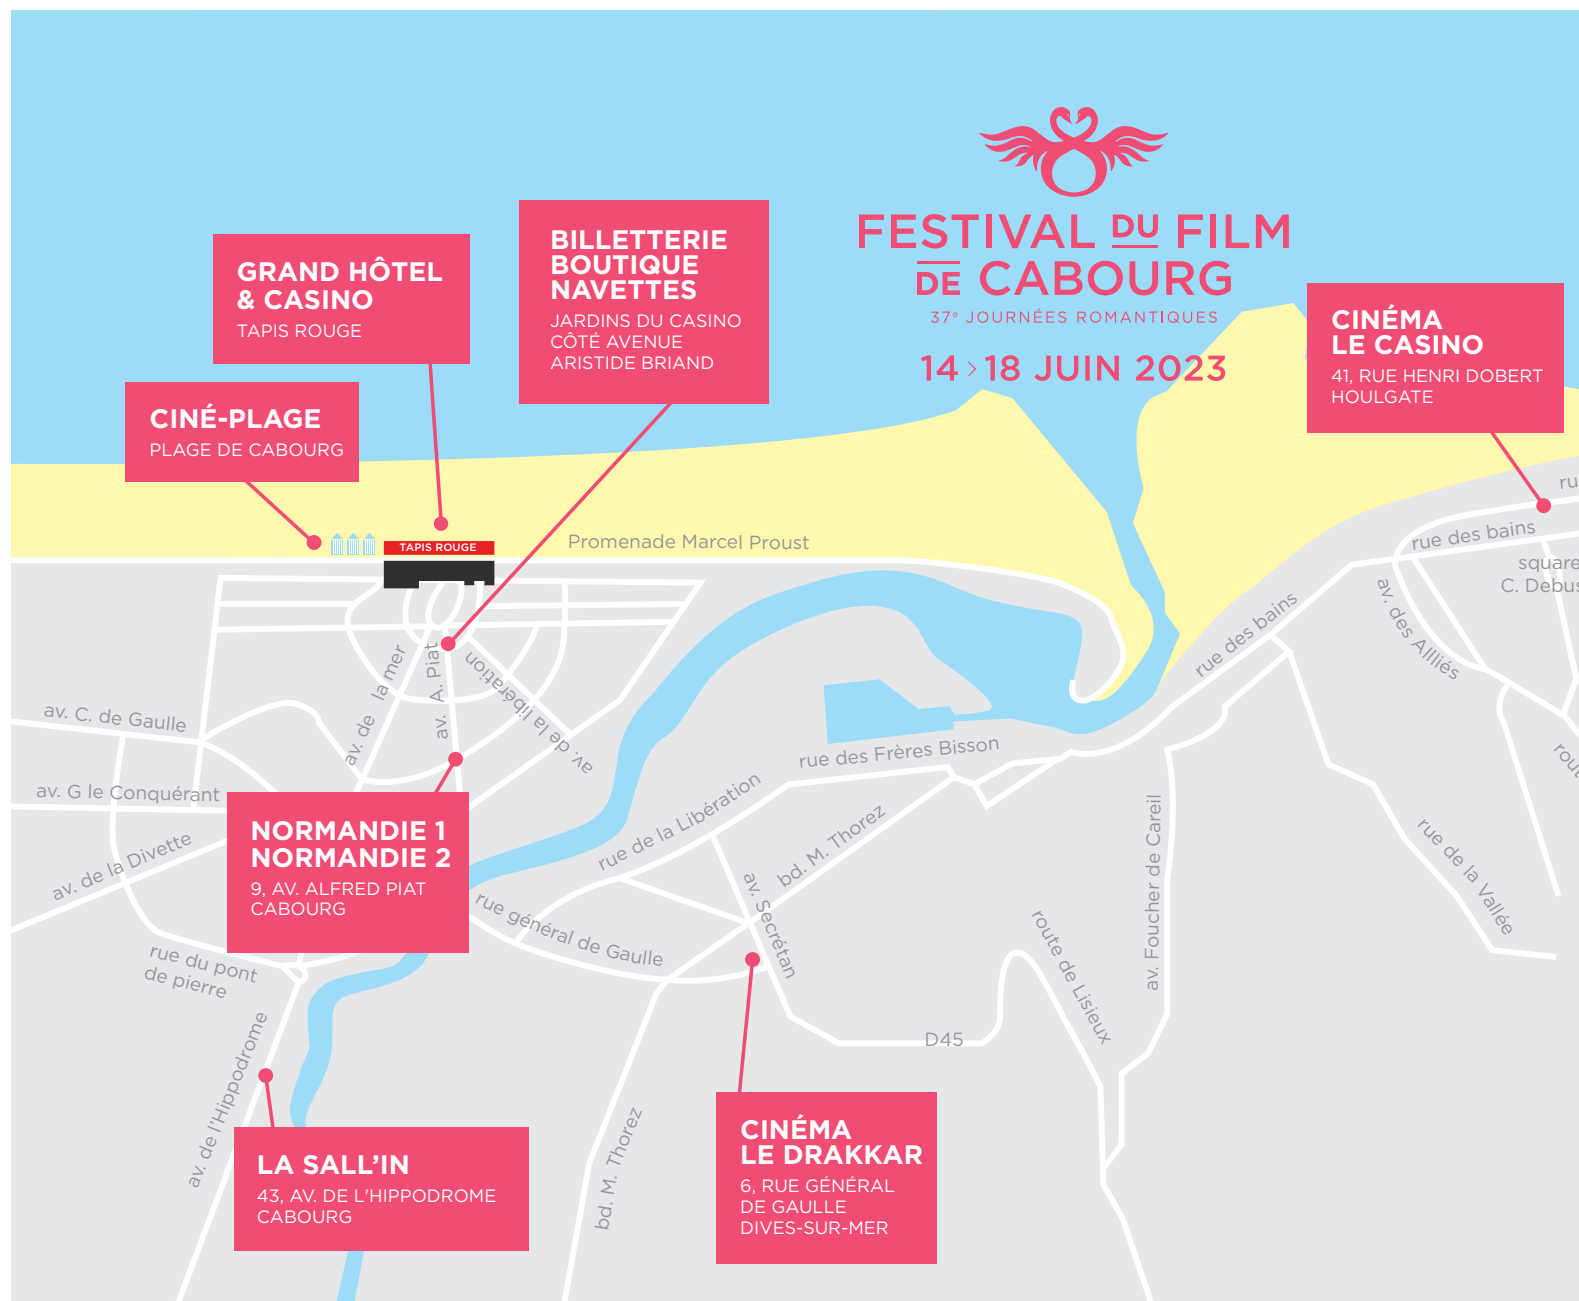 FESTIVAL DU FILM
DE CABOURG
37e JOURNÉES ROMANTIQUES
14 > 18 JUIN 2023
BILLETTERIE
BOUTIQUE
NAVETTES
JARDINS DU CASINO
CÔTÉ AVENUE
ARISTIDE BRIAND
GRAND HÔTEL
& CASINO
TAPIS ROUGE
CINÉMA
LE CASINO
41, RUE HENRI DOBERT
HOULGATE
CINÉ-PLAGE
PLAGE DE CABOURG
TAPIS ROUGE
Promenade Marcel Proust
rue des bains
square
av. des Allliés
rue des bains
av. de la mer
av. A. Piat
av. de la libération
av. C. de Gaulle
rue des Frères Bisson
av. G le Conquérant
rue de la Libération
bd. M. Thorez
av. Foucher de Careil
rue de la Vallée
av. de la Divette
NORMANDIE 1
NORMANDIE 2
9, AV. ALFRED PIAT
CABOURG
rue général de Gaulle
av. Secrétan
route de Lisieux
rue du pont
de pierre
D45
av. de l'Hippodrome
bd. M. Thorez
LA SALL'IN
43, AV. DE L'HIPPODROME
CABOURG
CINÉMA
LE DRAKKAR
6, RUE GÉNÉRAL
DE GAULLE
DIVES-SUR-MER